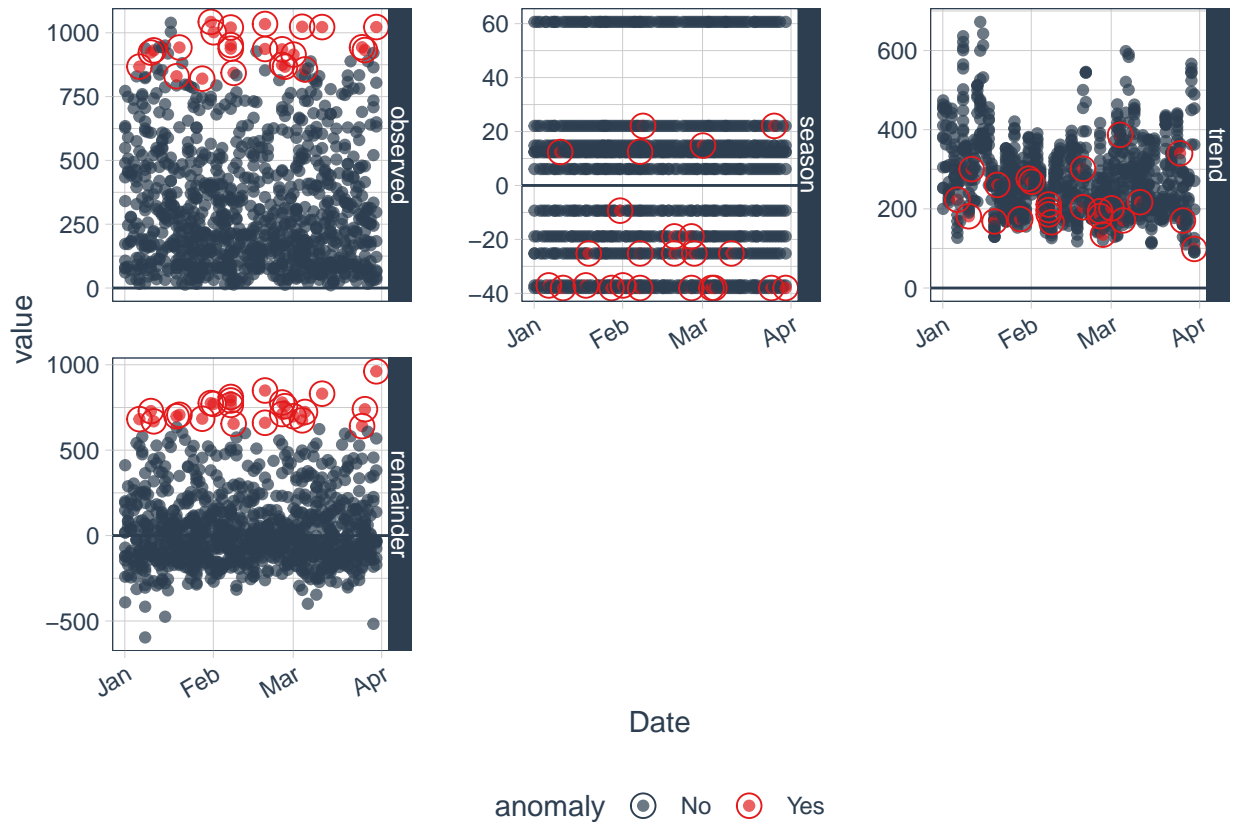 1000
750
500
250
0
observed
60
40
20
0
−20
−40
season
600
400
200
0
trend
Jan
Feb
Mar
Apr
Jan
Feb
Mar
Apr
value
1000
500
0
−500
remainder
Jan
Feb
Mar
Apr
Date
anomaly No Yes